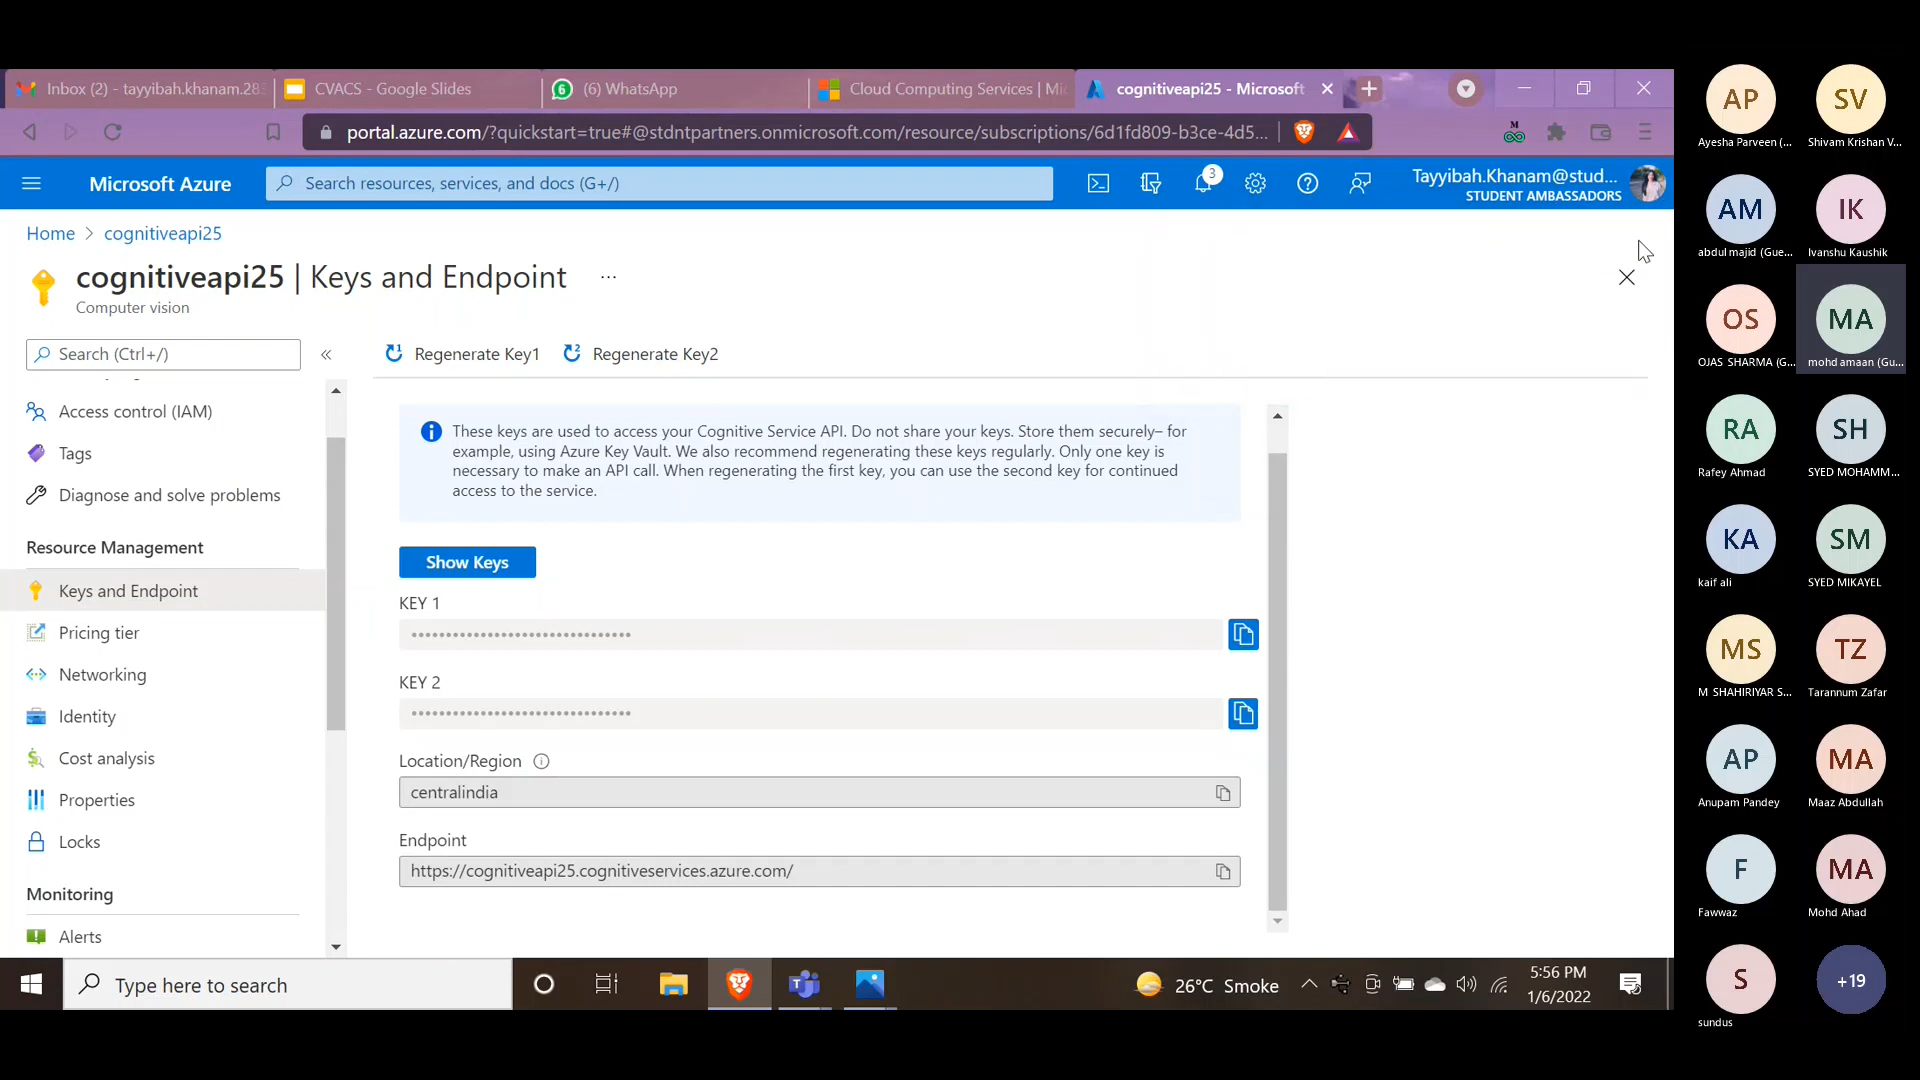 Inbox (2) - tayyibah.khanam.28
CVACS - Google Slides
(6) WhatsApp
Cloud Computing Services | Mi
cognitiveapi25 - Microsoft
portal.azure.com/?quickstart=true#@stdntpartners.onmicrosoft.com/resource/subscriptions/6d1fd809-b3ce-4d5...
Microsoft Azure
Search resources, services, and docs (G+/)
3
Tayyibah.Khanam@stud...
STUDENT AMBASSADORS
Home > cognitiveapi25
cognitiveapi25 | Keys and Endpoint ...
Computer vision
Search (Ctrl+/)
«
Access control (IAM)
Tags
Diagnose and solve problems
Resource Management
Keys and Endpoint
Pricing tier
Networking
Identity
Cost analysis
Properties
Locks
Monitoring
Alerts
Regenerate Key1
Regenerate Key2
These keys are used to access your Cognitive Service API. Do not share your keys. Store them securely– for
example, using Azure Key Vault. We also recommend regenerating these keys regularly. Only one key is
necessary to make an API call. When regenerating the first key, you can use the second key for continued
access to the service.
Show Keys
KEY 1
••••••••••••••••••••••••••••••••
KEY 2
••••••••••••••••••••••••••••••••
Location/Region
centralindia
Endpoint
https://cognitiveapi25.cognitiveservices.azure.com/
Type here to search
26°C Smoke
5:56 PM
1/6/2022
AP
Ayesha Parveen (...
SV
Shivam Krishan V...
AM
abdul majid (Gue...
IK
Ivanshu Kaushik
OS
OJAS SHARMA (G...
MA
mohd amaan (Gu...
RA
Rafey Ahmad
SH
SYED MOHAMM...
KA
kaif ali
SM
SYED MIKAYEL
MS
M SHAHIRIYAR S...
TZ
Tarannum Zafar
AP
Anupam Pandey
MA
Maaz Abdullah
F
Fawwaz
MA
Mohd Ahad
S
sundus
+19